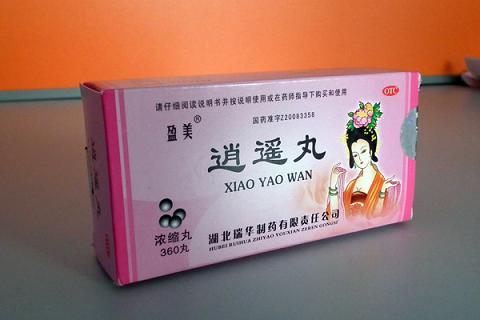 请仔细阅读说明书并按说明使用或在药师指导下购买和使用
OTC
国药准字Z20083358
盈美®
逍遥丸
XIAO YAO WAN
浓缩丸
360丸
湖北瑞华制药有限责任公司
HUBEI RUIHUA ZHIYAO YOUXIAN ZEREN GONGSI